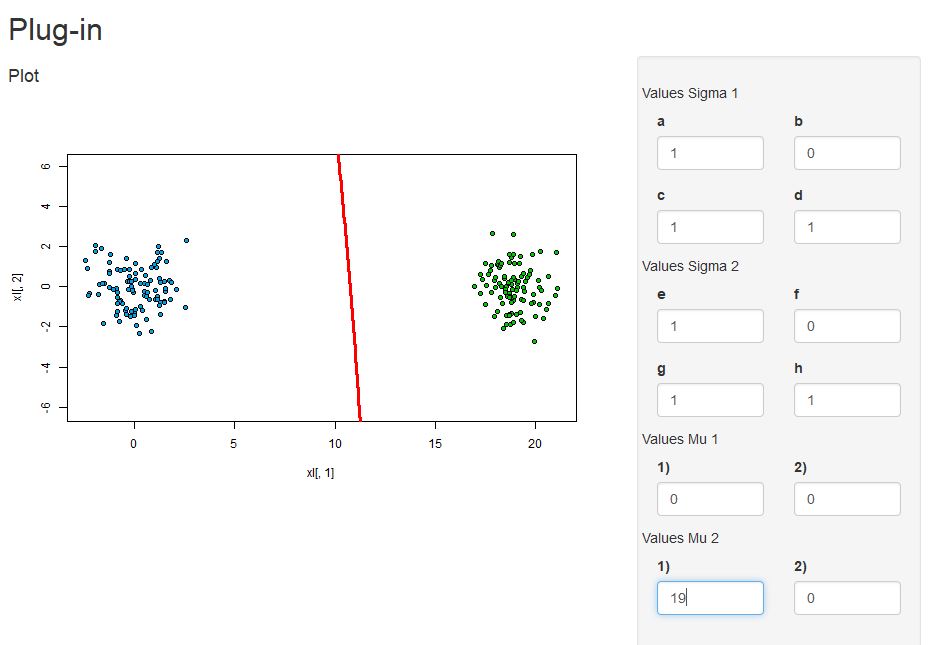 Plug-in
Plot
6
4
2
0
-2
-4
-6
xl[, 2]
0 5 10 15 20
xl[, 1]
Values Sigma 1
a b
1 0
c d
1 1
Values Sigma 2
e f
1 0
g h
1 1
Values Mu 1
1) 2)
0 0
Values Mu 2
1) 2)
19 0